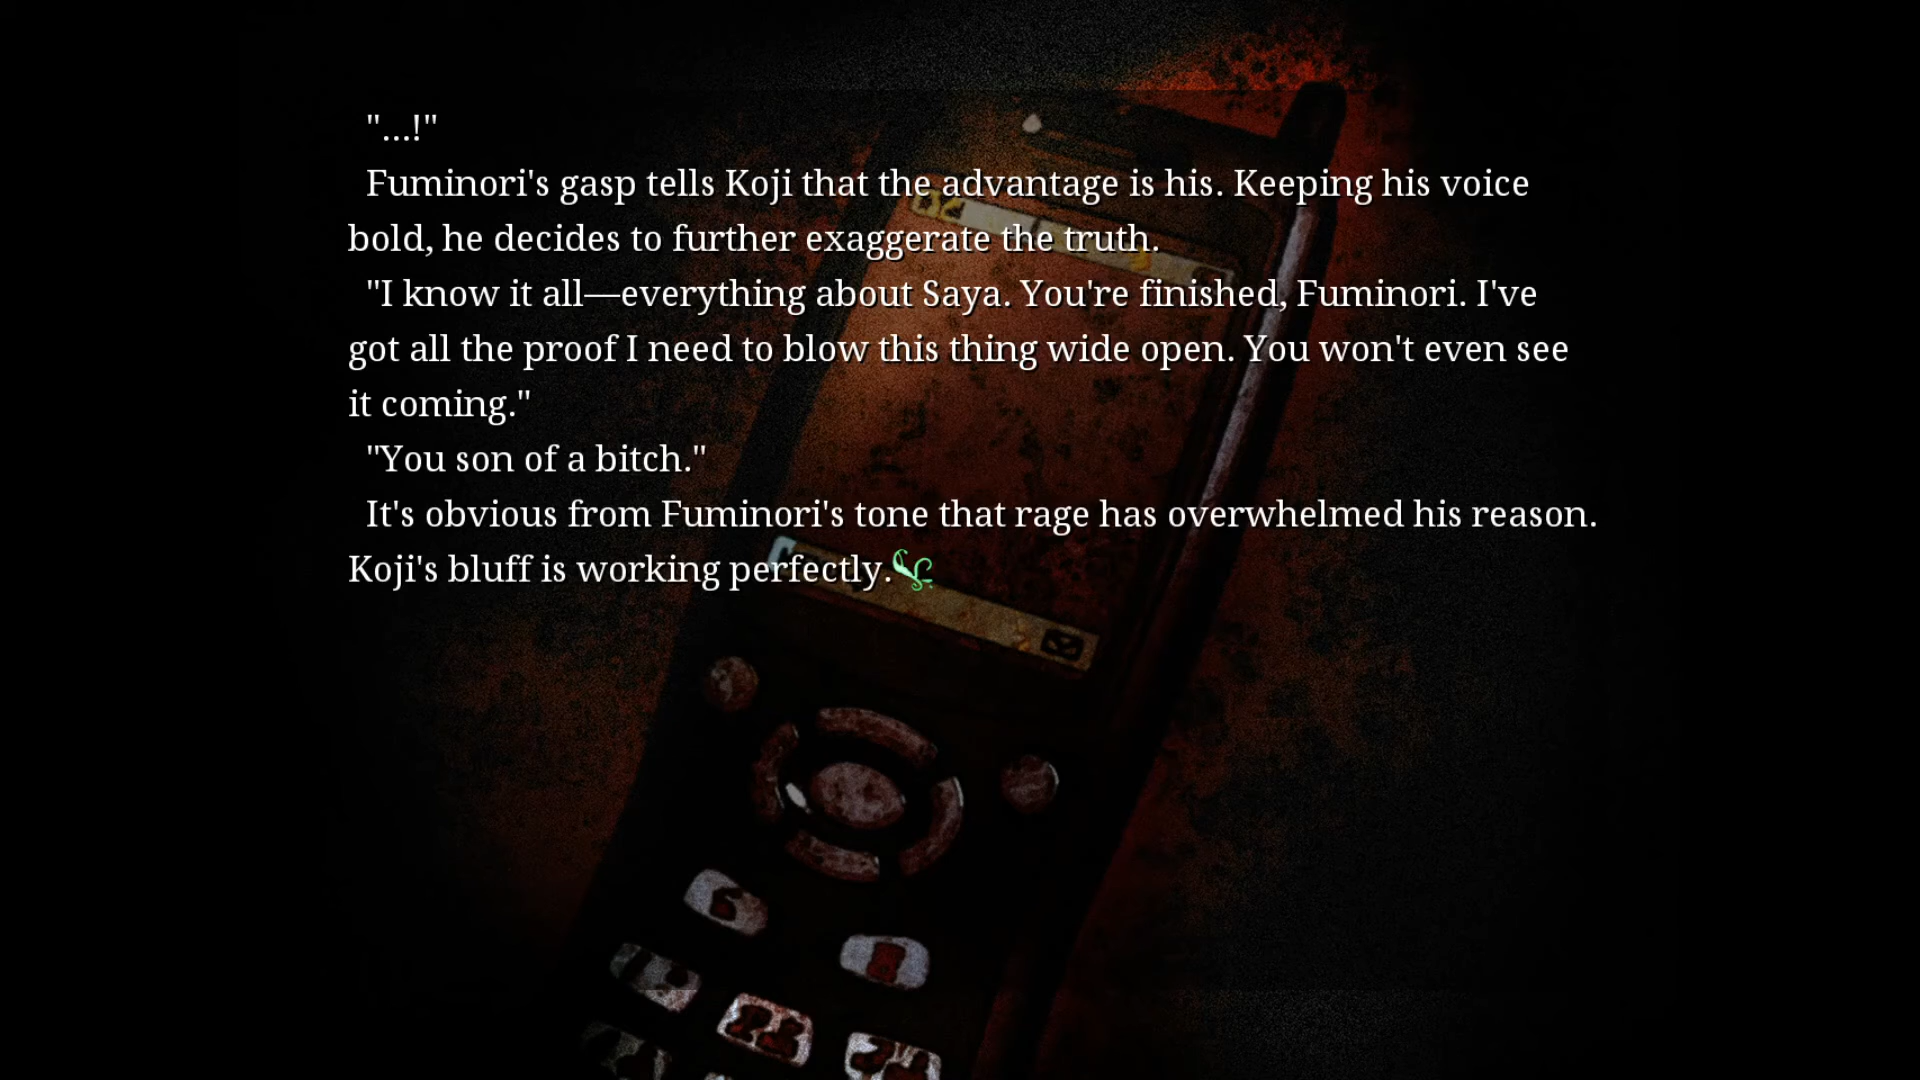 "...!"
Fuminori's gasp tells Koji that the advantage is his. Keeping his voice
bold, he decides to further exaggerate the truth.
"I know it all—everything about Saya. You're finished, Fuminori. I've
got all the proof I need to blow this thing wide open. You won't even see
it coming."
"You son of a bitch."
It's obvious from Fuminori's tone that rage has overwhelmed his reason.
Koji's bluff is working perfectly.